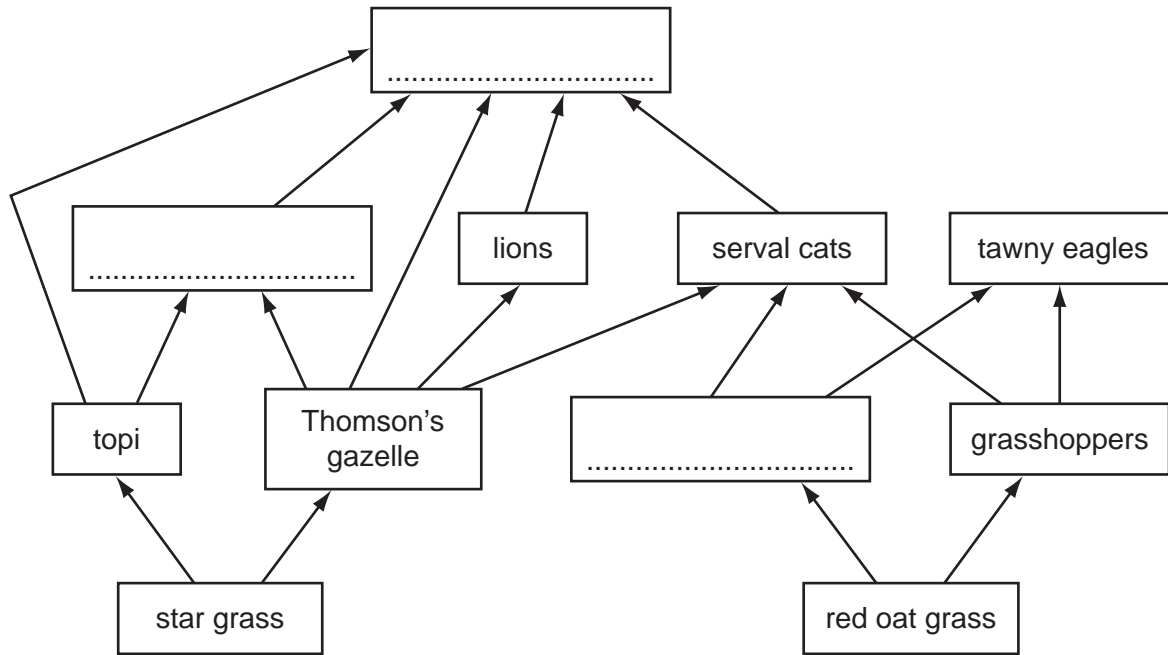 lions
serval cats
tawny eagles
topi
Thomson's
gazelle
grasshoppers
star grass
red oat grass